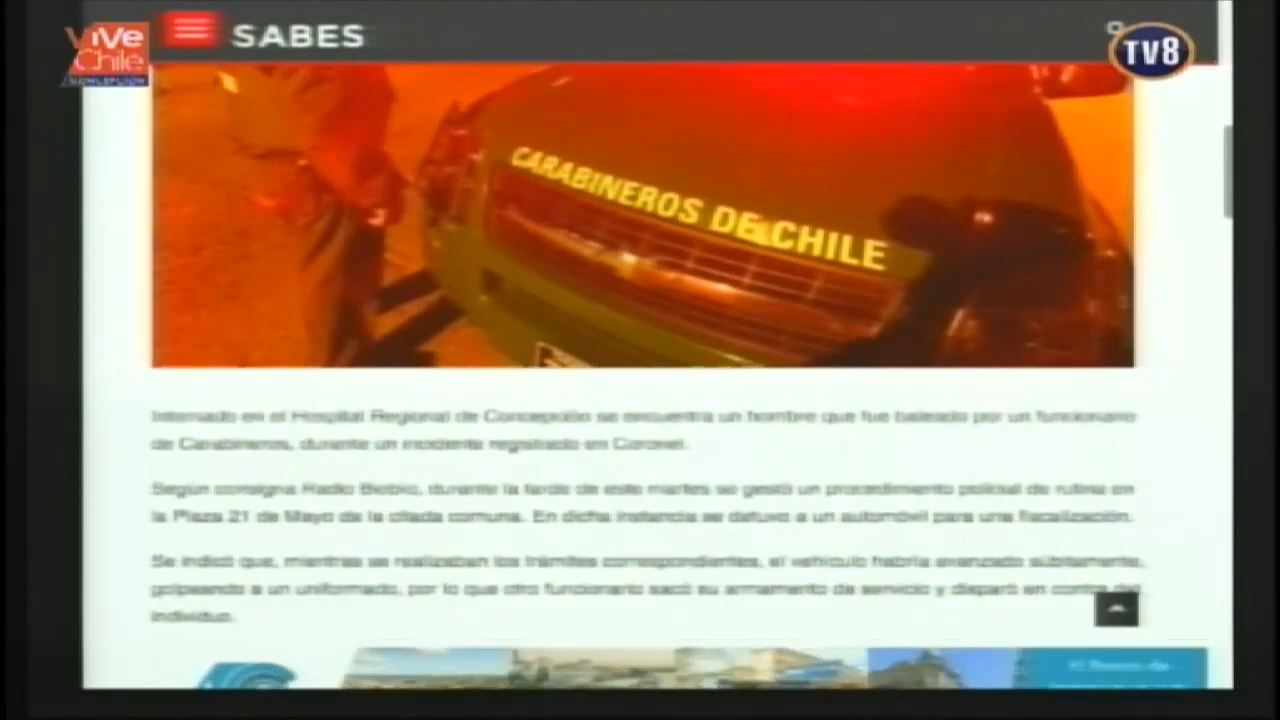 ViVe
Chile
CONCEPCIÓN
SABES
TV8
CARABINEROS DE CHILE
Internado en el Hospital Regional de Concepción se encuentra un hombre que fue baleado por un funcionario
de Carabineros, durante un incidente registrado en Coronel.
Según consigna Radio Biobío, durante la tarde de este martes se gestó un procedimiento policial de rutina en
la Plaza 21 de Mayo de la citada comuna. En dicha instancia se detuvo a un automóvil para una fiscalización.
Se indicó que, mientras se realizaban los trámites correspondientes, el vehículo habría avanzado súbitamente,
golpeando a un uniformado, por lo que otro funcionario sacó su armamento de servicio y disparó en contra del
individuo.